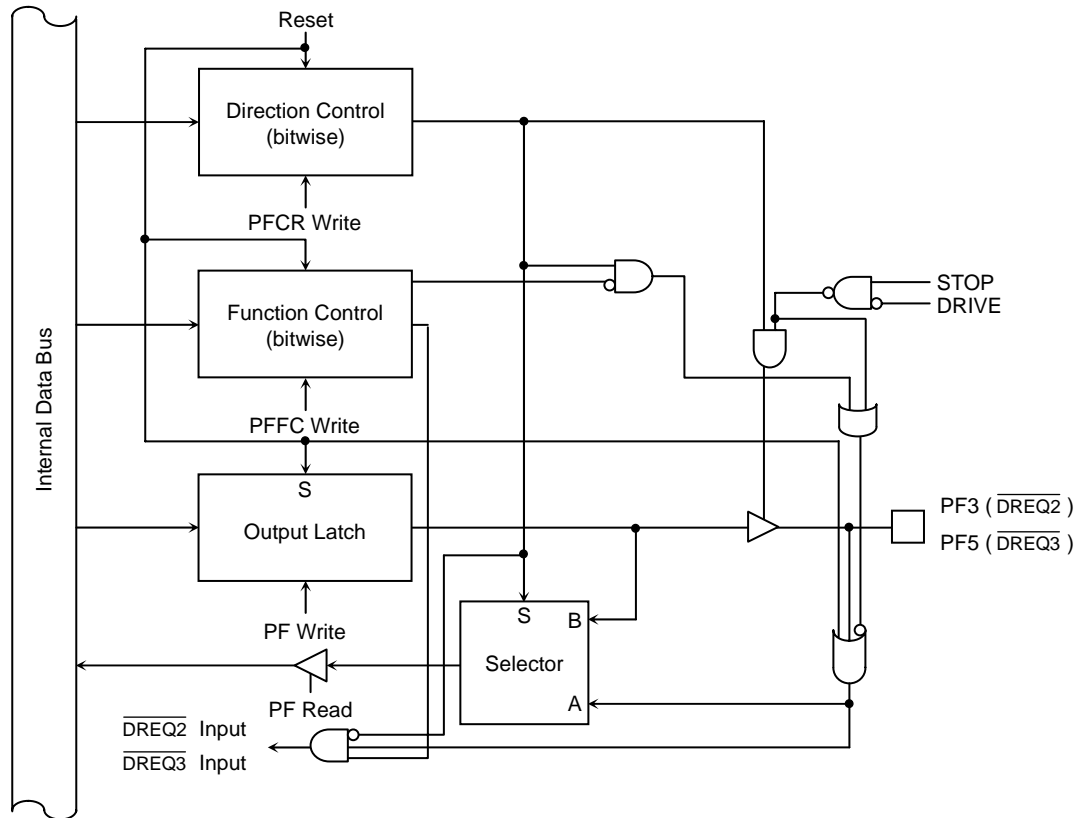 Reset
Direction Control
(bitwise)
PFCR Write
Function Control
(bitwise)
STOP
DRIVE
Internal Data Bus
PFFC Write
S
Output Latch
PF3 ( DREQ2 )
PF5 ( DREQ3 )
PF Write
S
B
Selector
A
PF Read
DREQ2 Input
DREQ3 Input